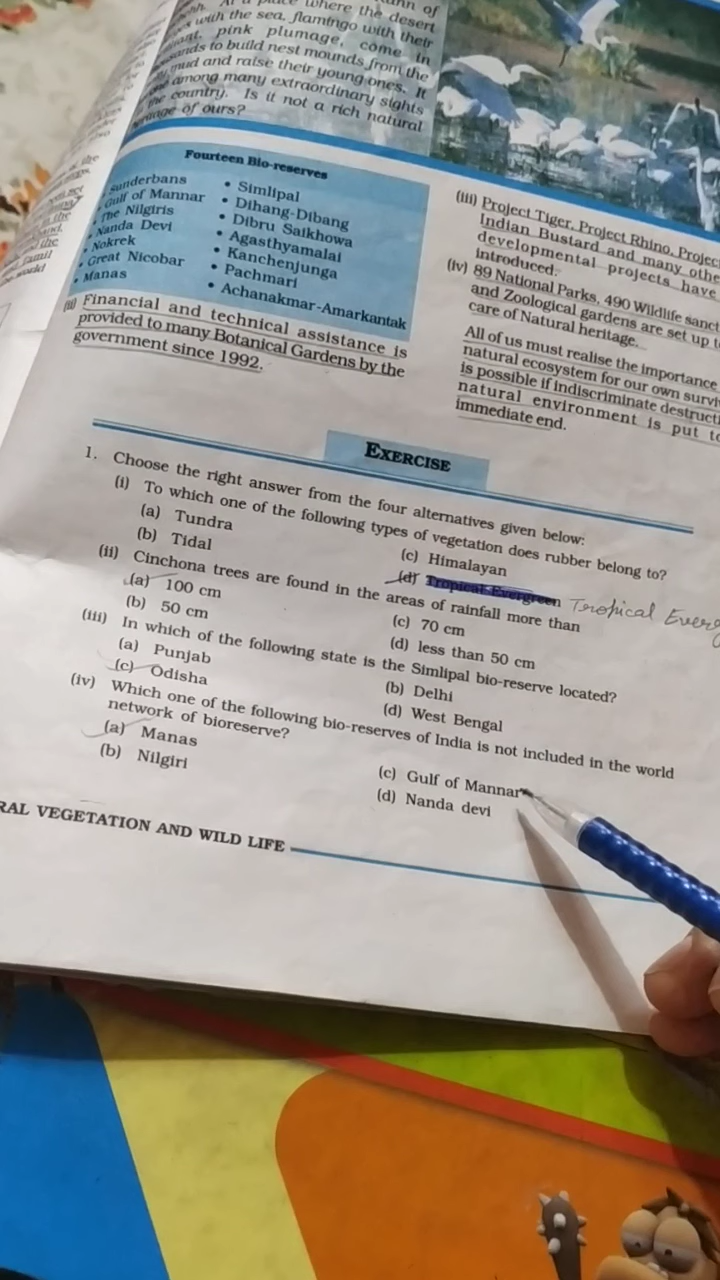 place where the desert
with the sea, flamingo with their
pink plumage, come in
to build nest mounds from the
mud and raise their young ones. It
among many extraordinary sights
the country. Is it not a rich natural
of ours?
Fourteen Bio-reserves
• Sunderbans
• Gulf of Mannar
• The Nilgiris
• Nanda Devi
• Nokrek
• Great Nicobar
• Manas
• Simlipal
• Dihang-Dibang
• Dibru Saikhowa
• Agasthyamalai
• Kanchenjunga
• Pachmari
• Achanakmar-Amarkantak
(ii) Financial and technical assistance is
provided to many Botanical Gardens by the
government since 1992.
(iii) Project Tiger, Project Rhino, Project
Indian Bustard and many
developmental projects have
introduced.
(iv) 89 National Parks, 490 Wildlife
and Zoological gardens are set up
care of Natural heritage.
All of us must realise the importance
natural ecosystem for our own
is possible if indiscriminate
natural environment is put
immediate end.
EXERCISE
1. Choose the right answer from the four alternatives given below:
(i) To which one of the following types of vegetation does rubber belong to?
(a) Tundra
(b) Tidal
(c) Himalayan
(d) Tropical Evergreen Tropical
(ii) Cinchona trees are found in the areas of rainfall more than
(a) 100 cm
(b) 50 cm
(c) 70 cm
(d) less than 50 cm
(iii) In which of the following state is the Simlipal bio-reserve located?
(a) Punjab
(b) Delhi
(c) Odisha
(d) West Bengal
(iv) Which one of the following bio-reserves of India is not included in the world
network of bioreserve?
(a) Manas
(b) Nilgiri
(c) Gulf of Mannar
(d) Nanda devi
VEGETATION AND WILD LIFE